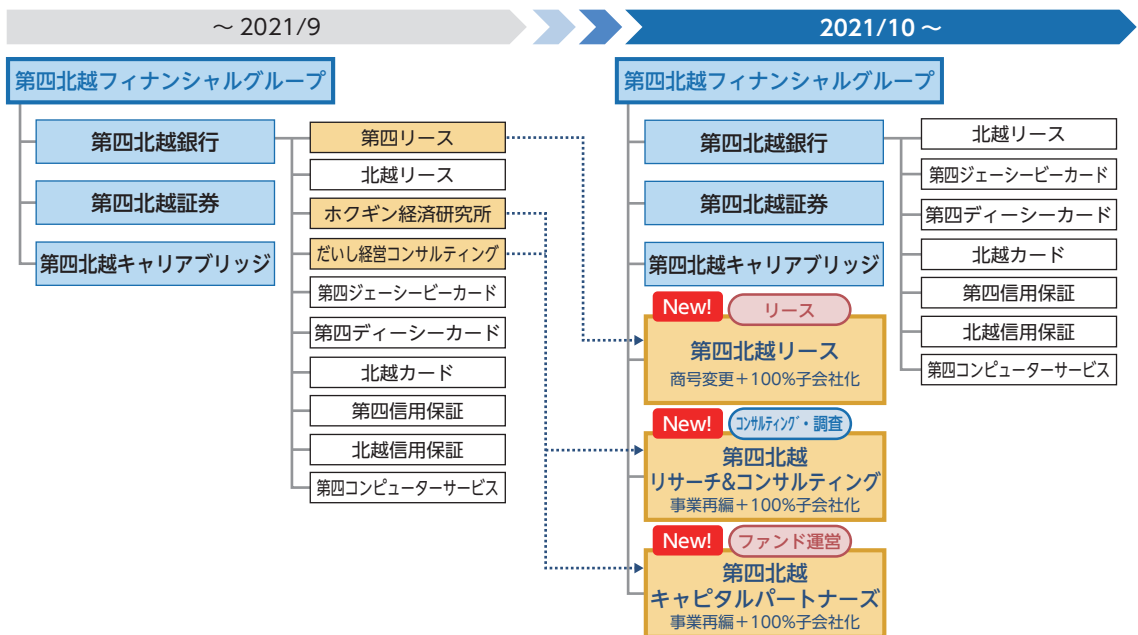 ～ 2021/9
第四北越フィナンシャルグループ
第四北越銀行
第四北越証券
第四北越キャリアブリッジ
第四リース
北越リース
ホクギン経済研究所
だいし経営コンサルティング
第四ジェーシービーカード
第四ディーシーカード
北越カード
第四信用保証
北越信用保証
第四コンピューターサービス
2021/10 ～
第四北越フィナンシャルグループ
第四北越銀行
第四北越証券
第四北越キャリアブリッジ
New! リース
第四北越リース
商号変更＋100%子会社化
New! コンサルティング・調査
第四北越
リサーチ&コンサルティング
事業再編＋100%子会社化
New! ファンド運営
第四北越
キャピタルパートナーズ
事業再編＋100%子会社化
北越リース
第四ジェーシービーカード
第四ディーシーカード
北越カード
第四信用保証
北越信用保証
第四コンピューターサービス